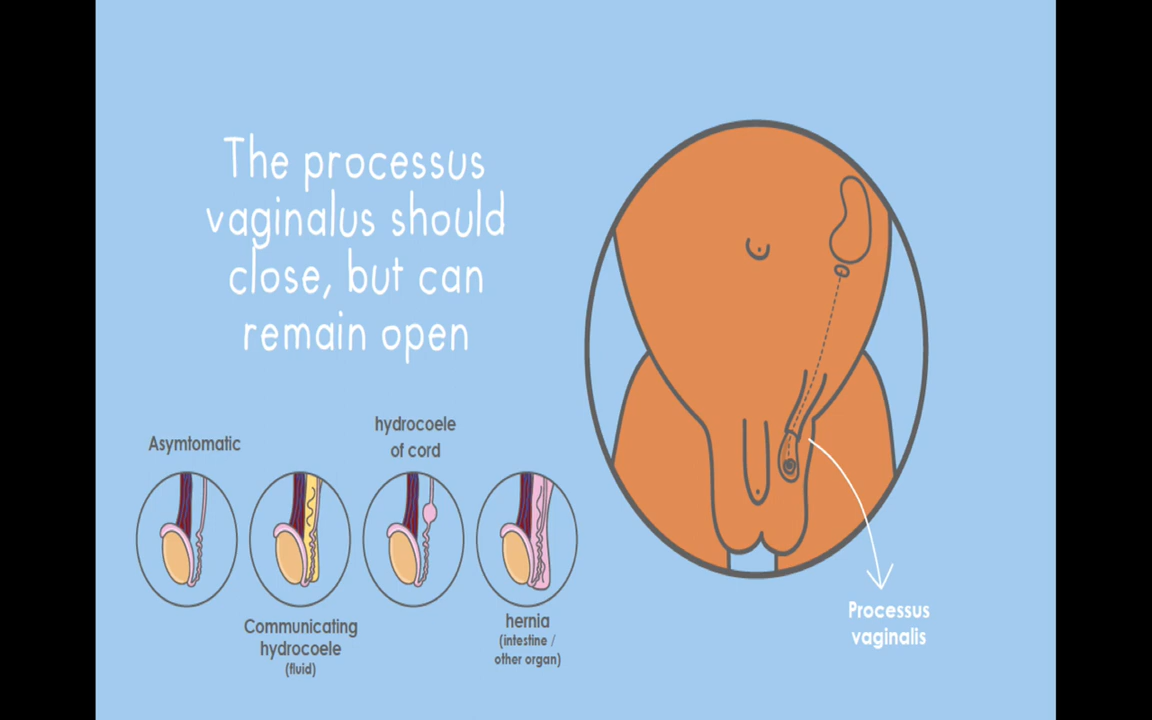 The processus
vaginalus should
close, but can
remain open
Asymtomatic
Communicating
hydrocoele
(fluid)
hydrocoele
of cord
hernia
(intestine /
other organ)
Processus
vaginalis